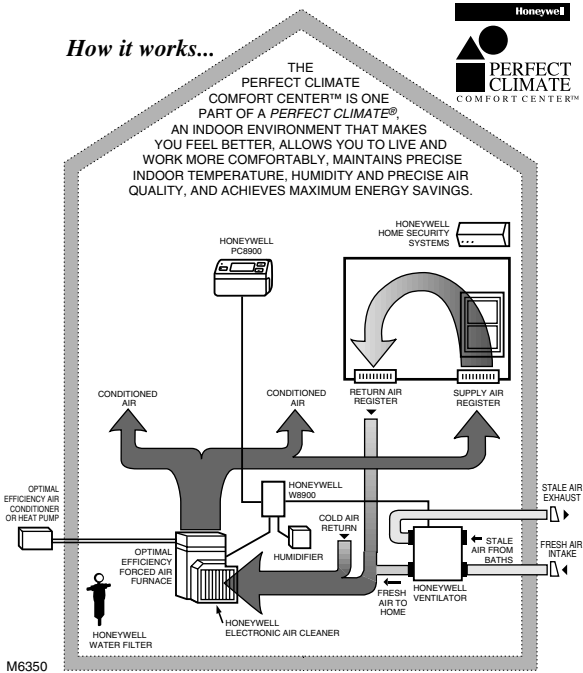 Honeywell
How it works...
PERFECT
CLIMATE
COMFORT CENTER™
THE
PERFECT CLIMATE
COMFORT CENTER™ IS ONE
PART OF A PERFECT CLIMATE®,
AN INDOOR ENVIRONMENT THAT MAKES
YOU FEEL BETTER, ALLOWS YOU TO LIVE AND
WORK MORE COMFORTABLY, MAINTAINS PRECISE
INDOOR TEMPERATURE, HUMIDITY AND PRECISE AIR
QUALITY, AND ACHIEVES MAXIMUM ENERGY SAVINGS.
HONEYWELL
HOME SECURITY
SYSTEMS
HONEYWELL
PC8900
CONDITIONED
AIR
CONDITIONED
AIR
RETURN AIR
REGISTER
SUPPLY AIR
REGISTER
OPTIMAL
EFFICIENCY AIR
CONDITIONER
OR HEAT PUMP
HONEYWELL
W8900
STALE AIR
EXHAUST
COLD AIR
RETURN
HUMIDIFIER
STALE
AIR FROM
BATHS
FRESH AIR
INTAKE
OPTIMAL
EFFICIENCY
FORCED AIR
FURNACE
FRESH
AIR TO
HOME
HONEYWELL
VENTILATOR
HONEYWELL
ELECTRONIC AIR CLEANER
HONEYWELL
WATER FILTER
M6350